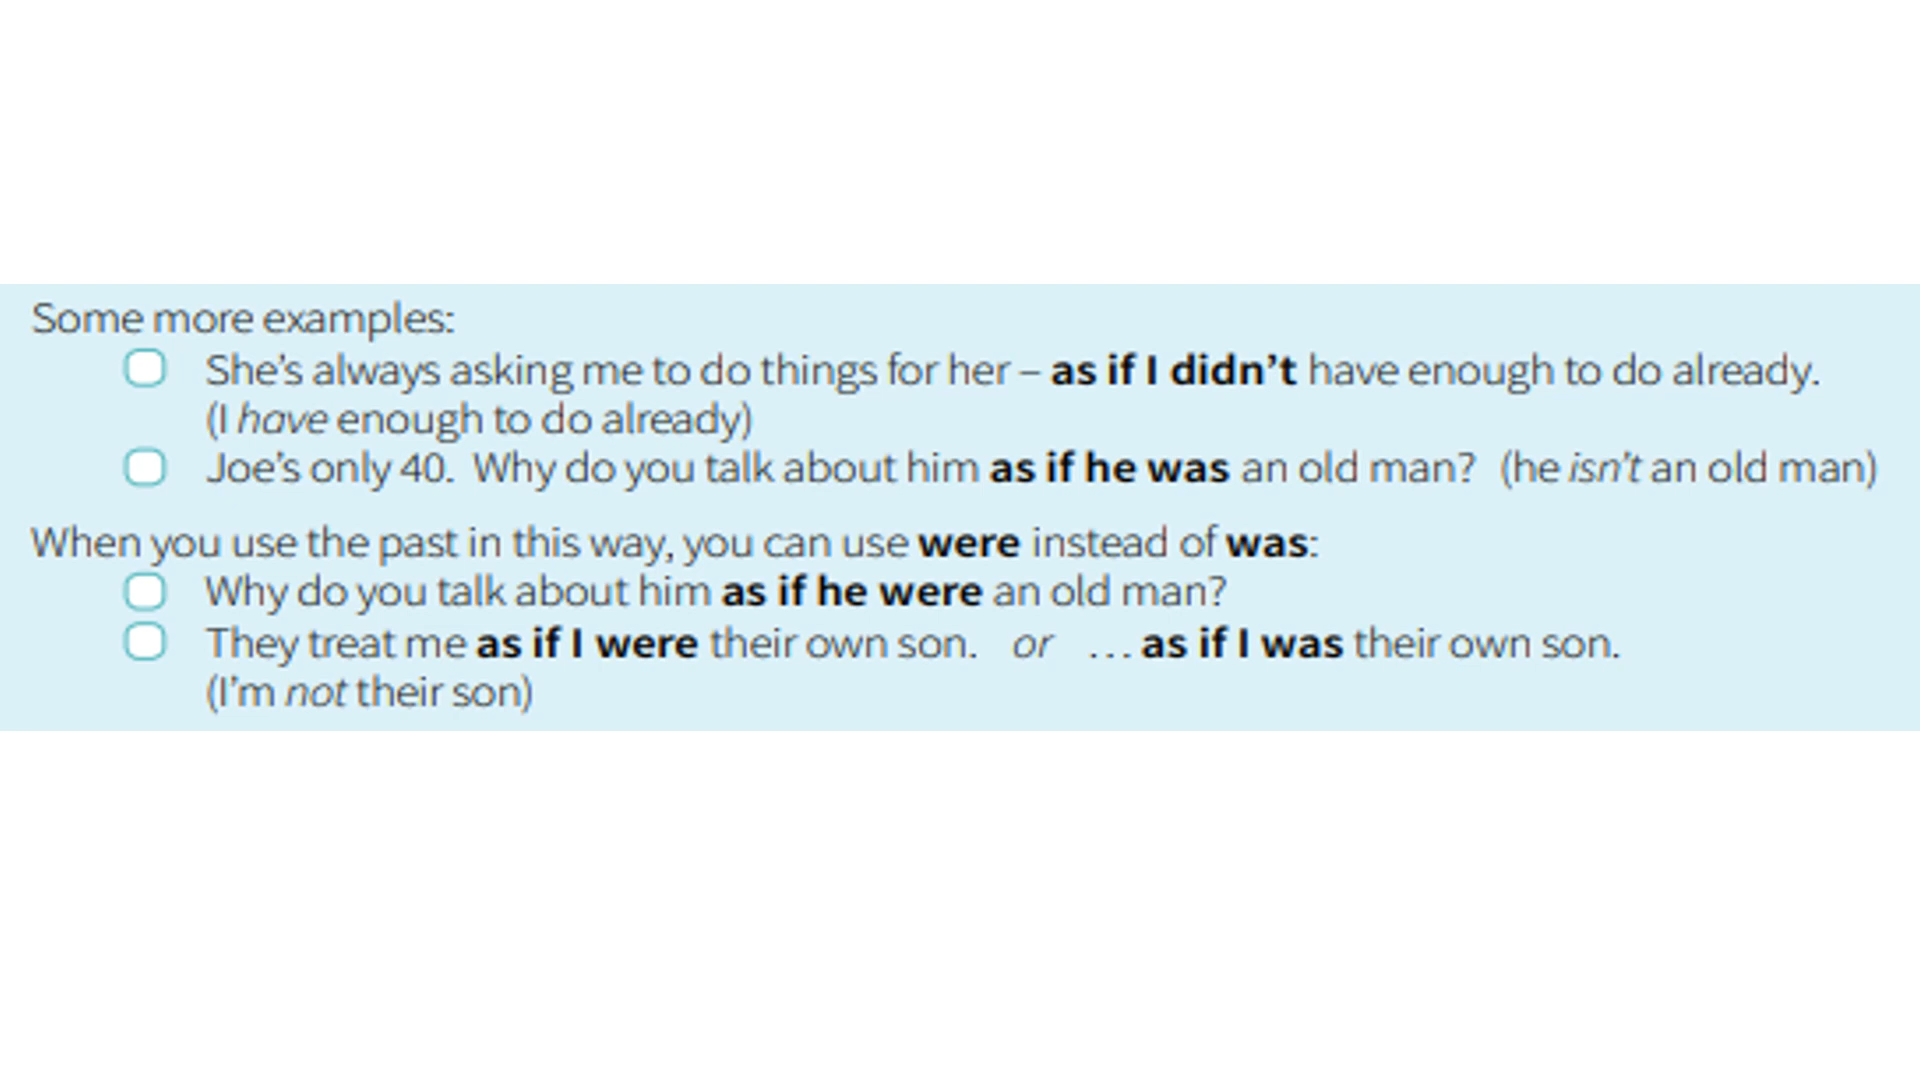 Some more examples:
She's always asking me to do things for her – as if I didn't have enough to do already.
(I have enough to do already)
Joe's only 40. Why do you talk about him as if he was an old man? (he isn't an old man)
When you use the past in this way, you can use were instead of was:
Why do you talk about him as if he were an old man?
They treat me as if I were their own son. or … as if I was their own son.
(I'm not their son)